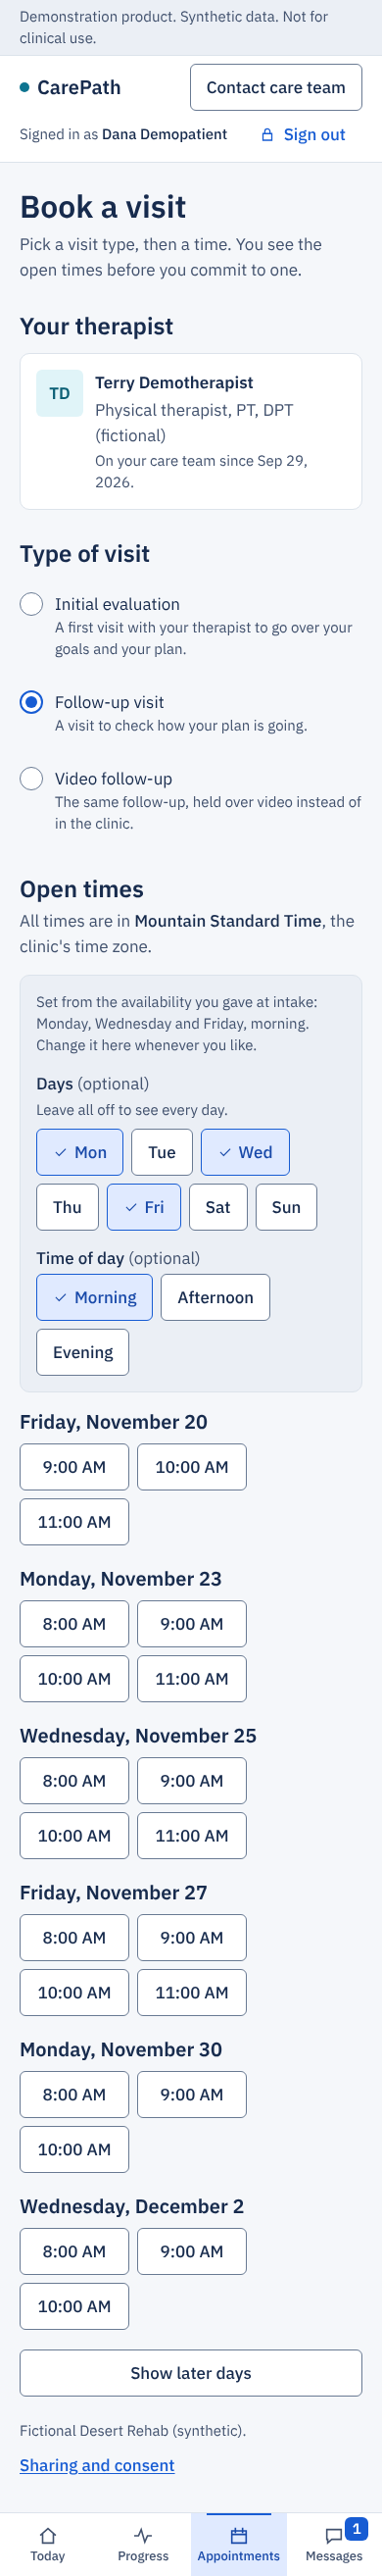 Demonstration product. Synthetic data. Not for
clinical use.
CarePath
Contact care team
Signed in as Dana Demopatient
Sign out
Book a visit
Pick a visit type, then a time. You see the
open times before you commit to one.
Your therapist
TD
Terry Demotherapist
Physical therapist, PT, DPT
(fictional)
On your care team since Sep 29,
2026.
Type of visit
Initial evaluation
A first visit with your therapist to go over your
goals and your plan.
Follow-up visit
A visit to check how your plan is going.
Video follow-up
The same follow-up, held over video instead of
in the clinic.
Open times
All times are in Mountain Standard Time, the
clinic's time zone.
Set from the availability you gave at intake:
Monday, Wednesday and Friday, morning.
Change it here whenever you like.
Days (optional)
Leave all off to see every day.
Mon Tue Wed
Thu Fri Sat Sun
Time of day (optional)
Morning Afternoon
Evening
Friday, November 20
9:00 AM 10:00 AM
11:00 AM
Monday, November 23
8:00 AM 9:00 AM
10:00 AM 11:00 AM
Wednesday, November 25
8:00 AM 9:00 AM
10:00 AM 11:00 AM
Friday, November 27
8:00 AM 9:00 AM
10:00 AM 11:00 AM
Monday, November 30
8:00 AM 9:00 AM
10:00 AM
Wednesday, December 2
8:00 AM 9:00 AM
10:00 AM
Show later days
Fictional Desert Rehab (synthetic).
Sharing and consent
1
Today Progress Appointments Messages